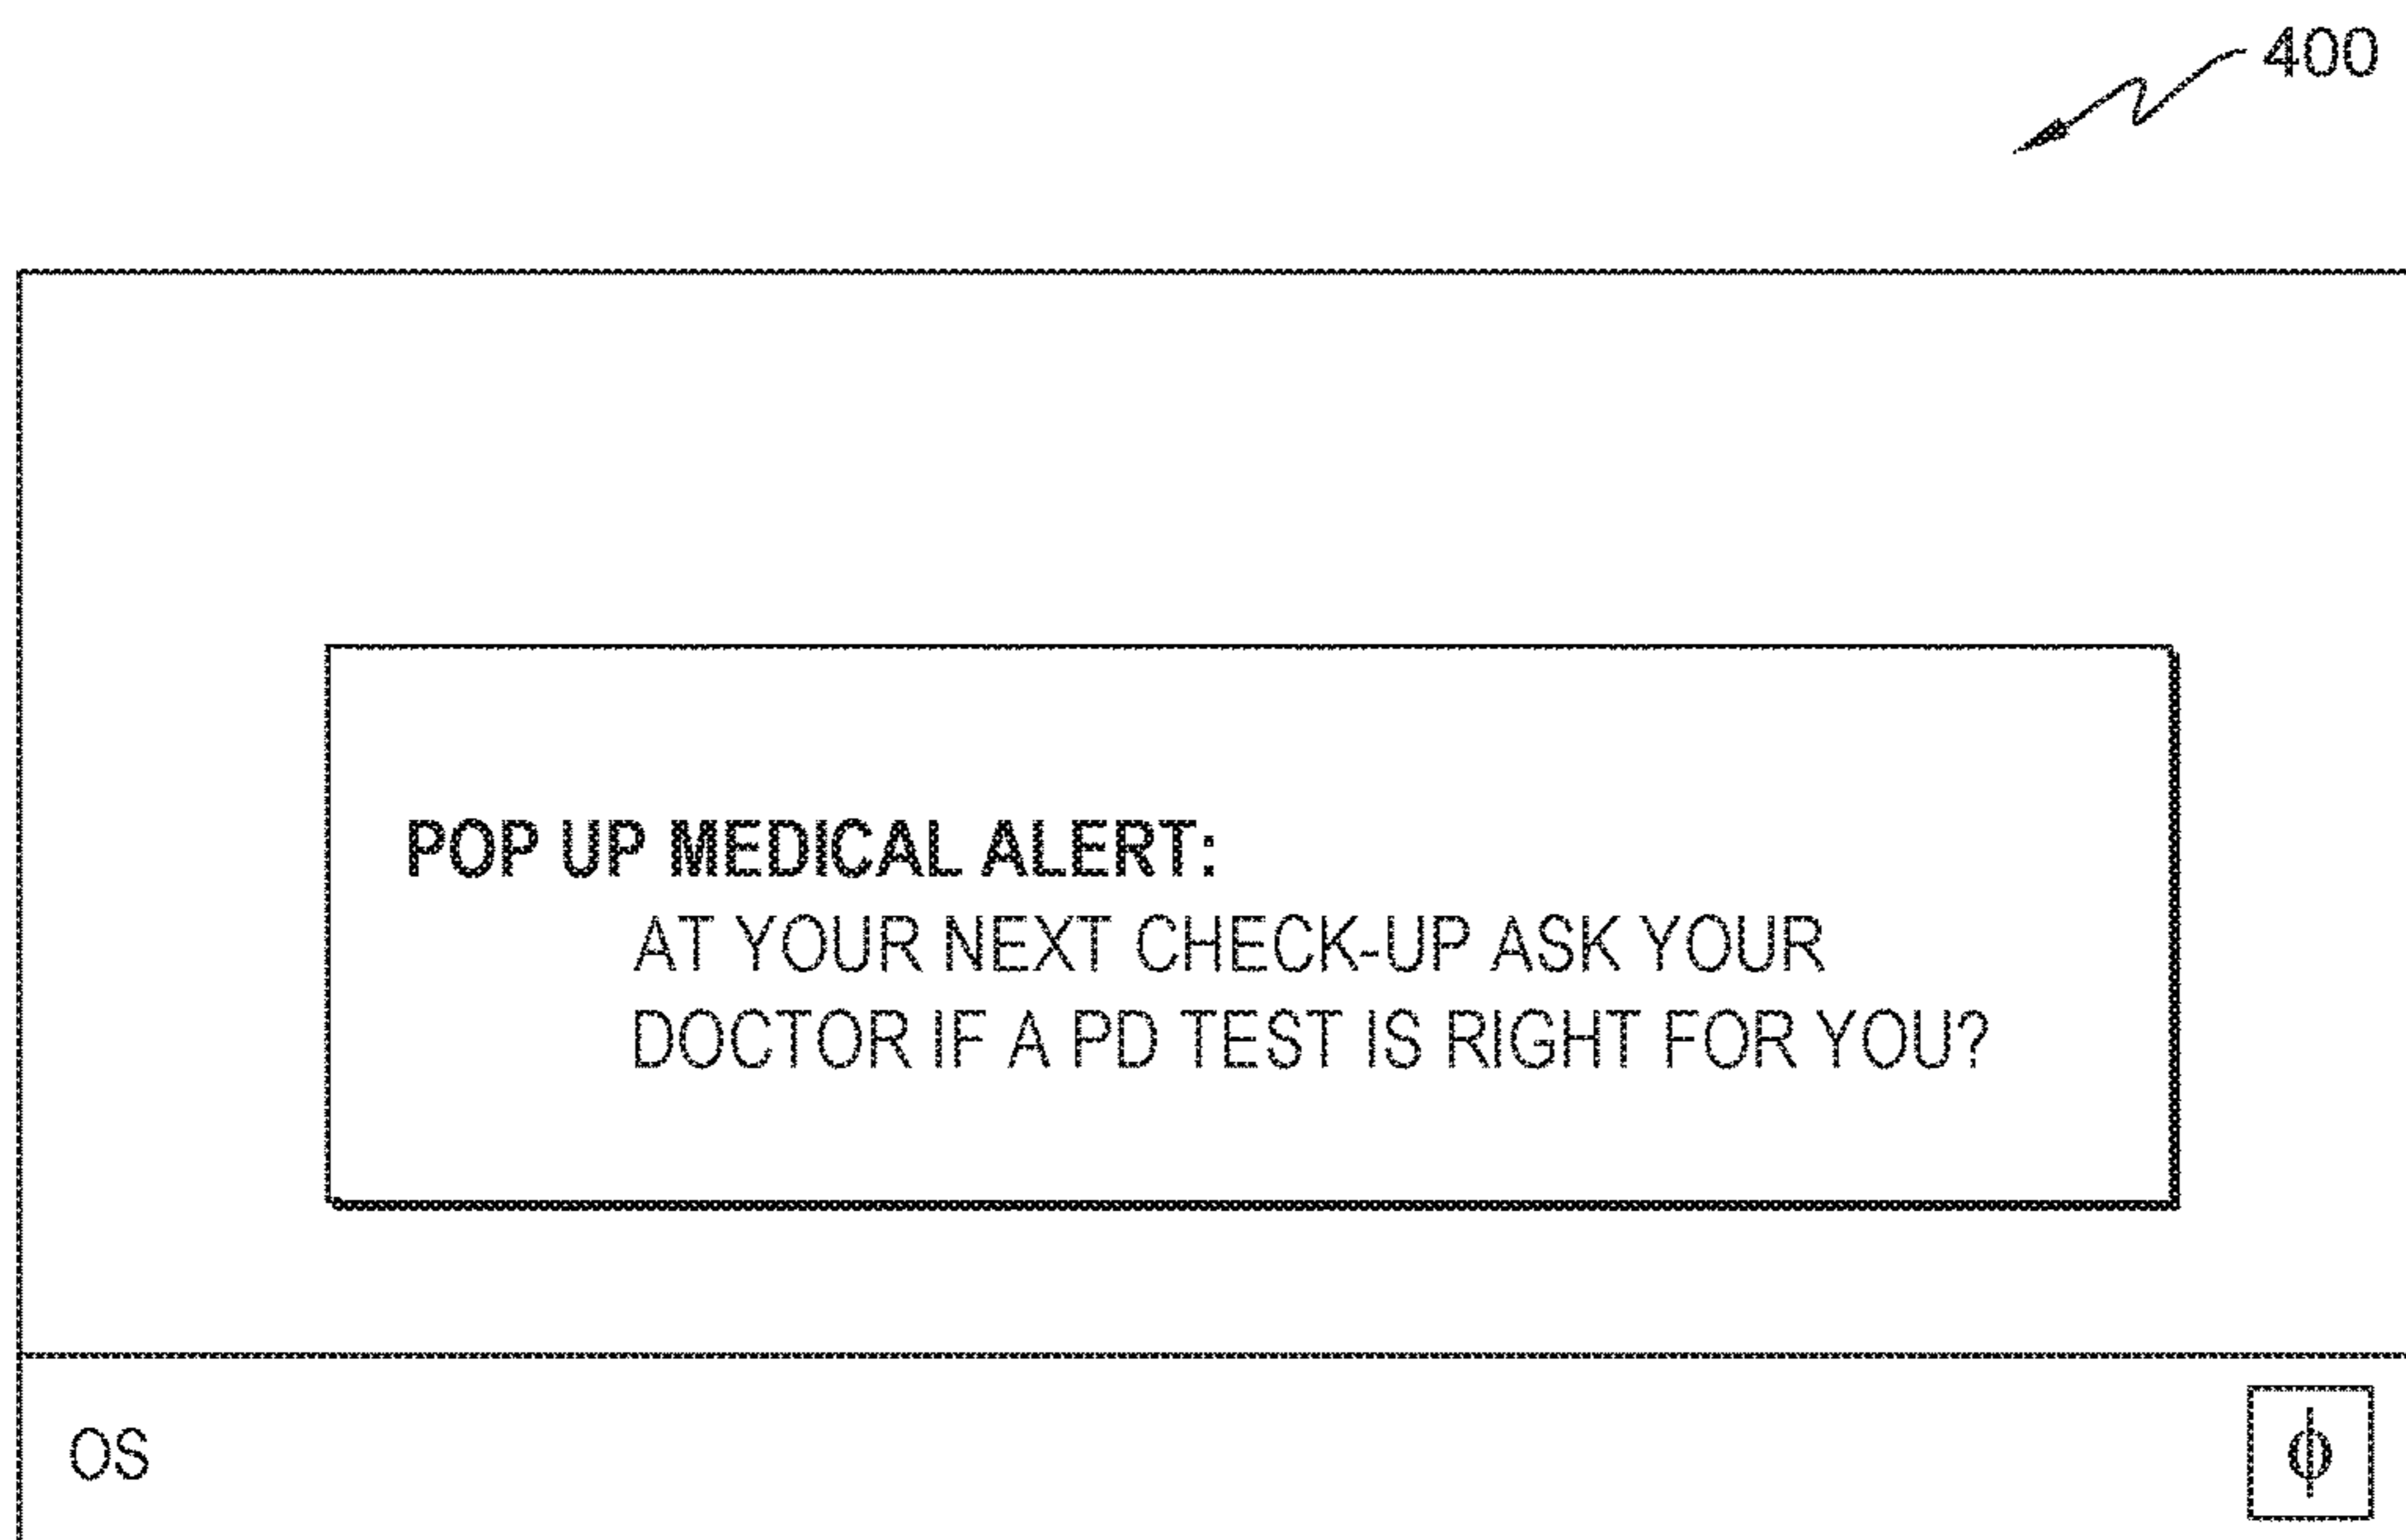 400
POP UP MEDICAL ALERT:
AT YOUR NEXT CHECK-UP ASK YOUR
DOCTOR IF A PD TEST IS RIGHT FOR YOU?
OS
ϕ